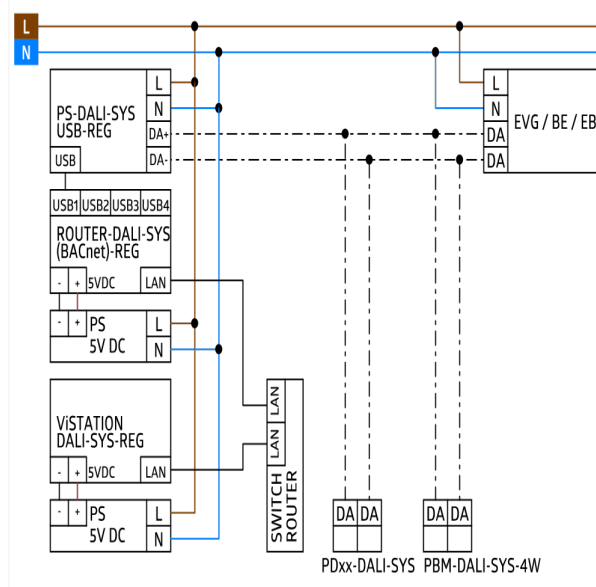 L
N
PS-DALI-SYS
USB-REG
L
N
DA+
DA-
USB
EVG / BE / EB
L
N
DA
DA
USB1 USB2 USB3 USB4
ROUTER-DALI-SYS
(BACnet)-REG
- + 5VDC LAN
- + PS
5V DC
L
N
ViSTATION
DALI-SYS-REG
- + 5VDC LAN
- + PS
5V DC
L
N
LAN
LAN
SWITCH
ROUTER
DA DA
PDxx-DALI-SYS
DA DA
PBM-DALI-SYS-4W